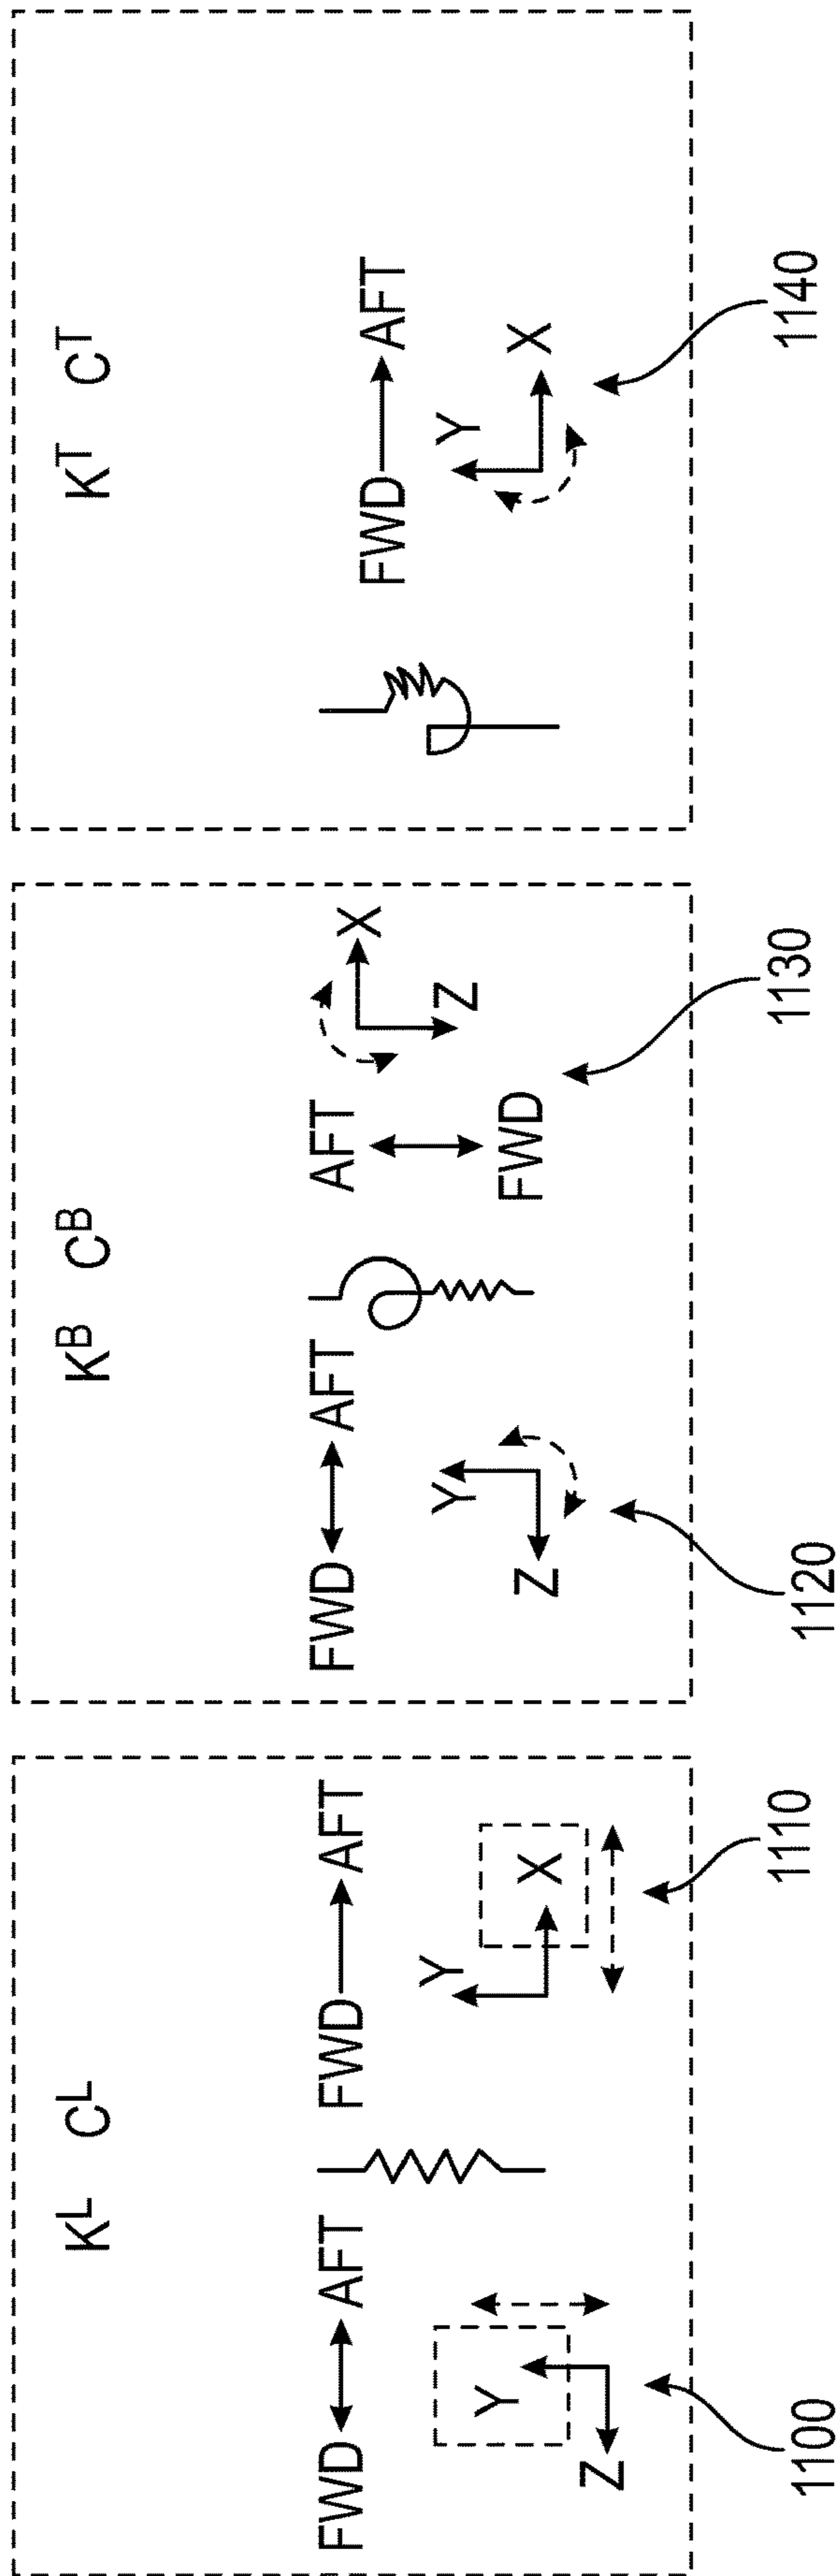 K^L C^L
FWD AFT
FWD AFT
Y
Z
Y
X
1100
1110
K^B C^B
FWD AFT
AFT
FWD
Y
Z
X
Z
1120
1130
K^T C^T
FWD AFT
Y
X
1140